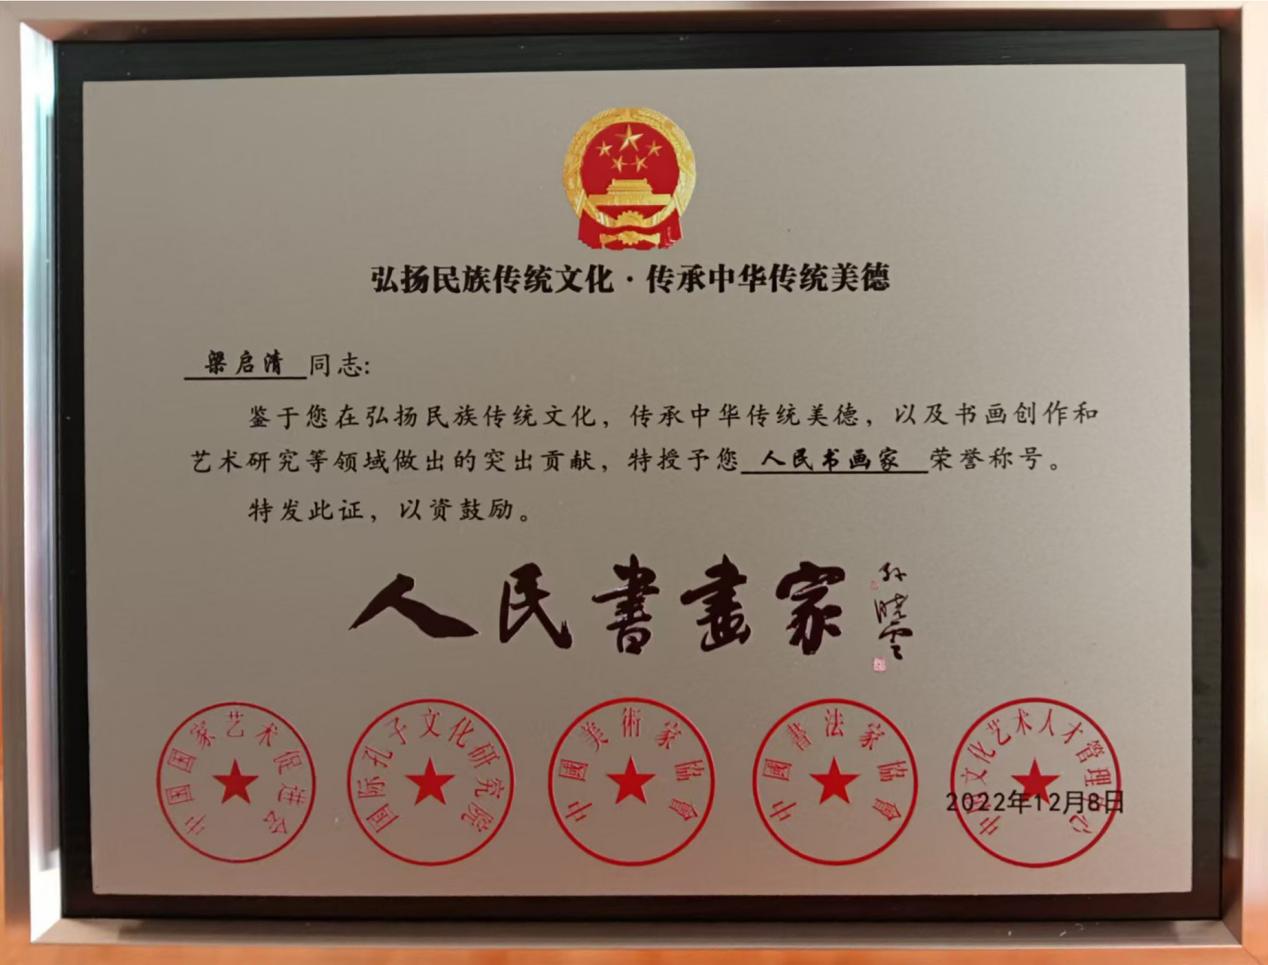 弘扬民族传统文化·传承中华传统美德
梁启清 同志:
鉴于您在弘扬民族传统文化，传承中华传统美德，以及书画创作和
艺术研究等领域做出的突出贡献，特授予您 人民书画家 荣誉称号。
特发此证，以资鼓励。
人民書畫家
孙晓云
中国国家艺术促进会
国际孔子文化研究院
中國美術家協會
中國書法家協會
中国文化艺术人才管理中心
2022年12月8日